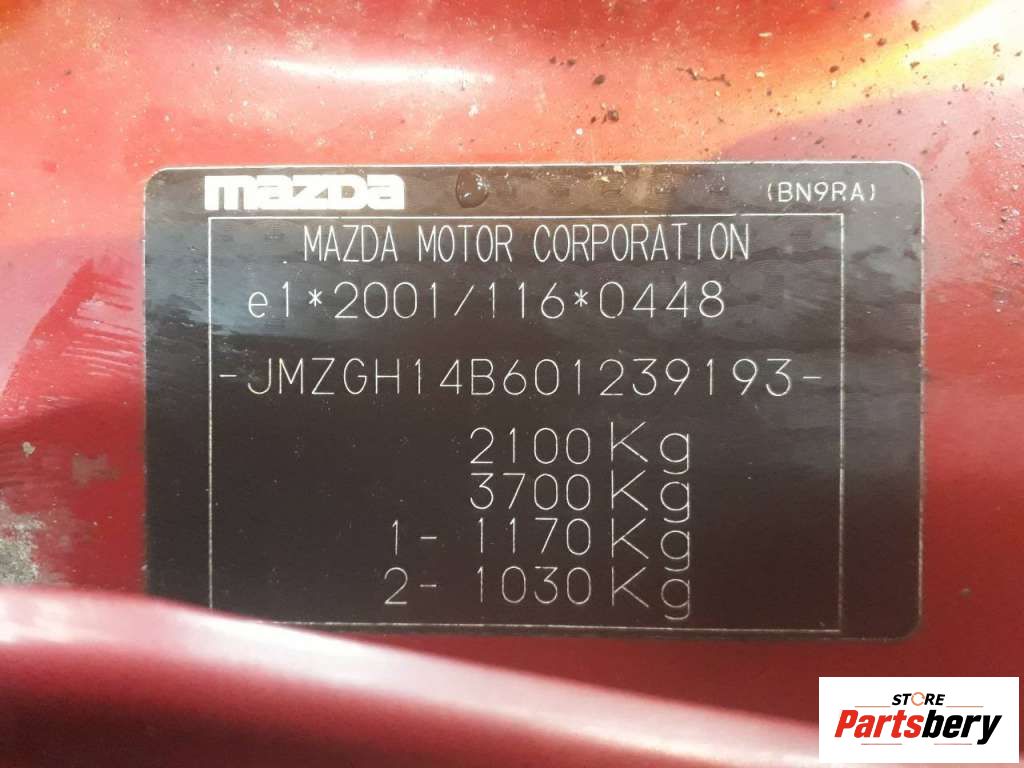 mazda (BN9RA)
MAZDA MOTOR CORPORATION
e1*2001/116*0448
-JMZGH14B601239193-
2100Kg
3700Kg
1- 1170Kg
2- 1030Kg
STORE
Partsbery